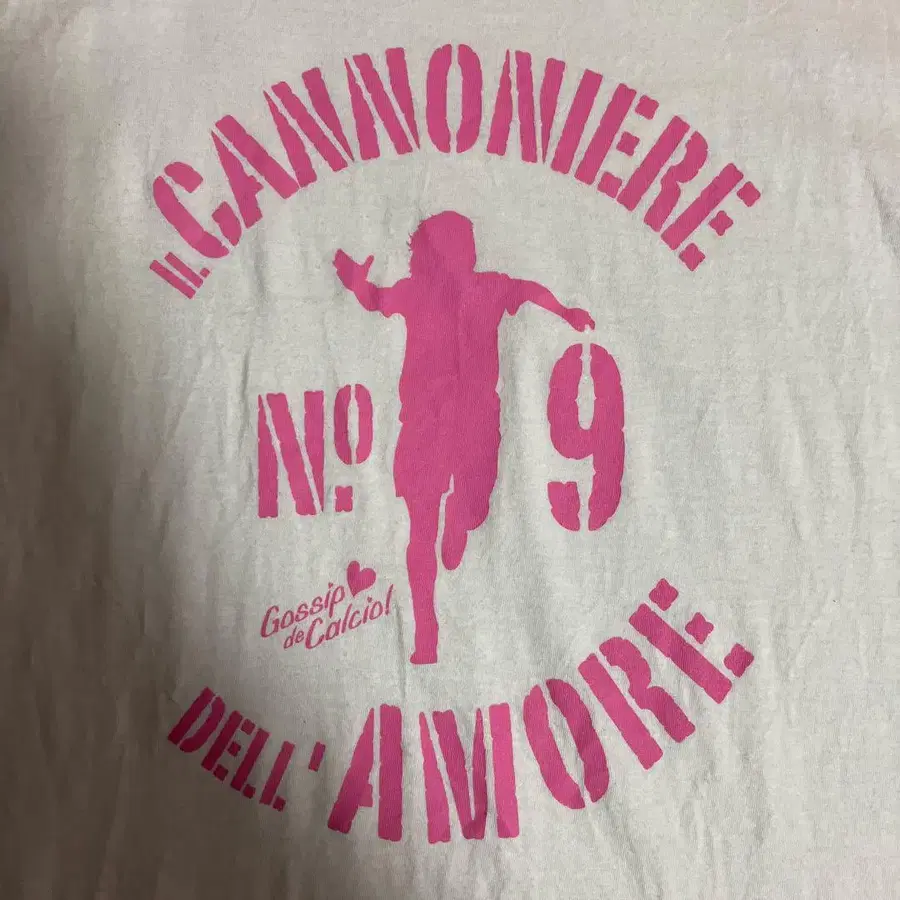 IL CANNONIERE
Nº 9
Gossip
de Calcio!
DELL'AMORE